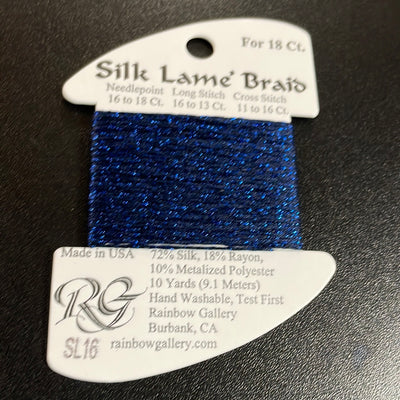 For 18 Ct.
Silk Lamé Braid
Needlepoint Long Stitch Cross Stitch
16 to 18 Ct. 16 to 13 Ct. 11 to 16 Ct.
Made in USA
72% Silk, 18% Rayon,
10% Metalized Polyester
10 Yards (9.1 Meters)
Hand Washable, Test First
Rainbow Gallery
Burbank, CA
rainbowgallery.com
RG
SL16